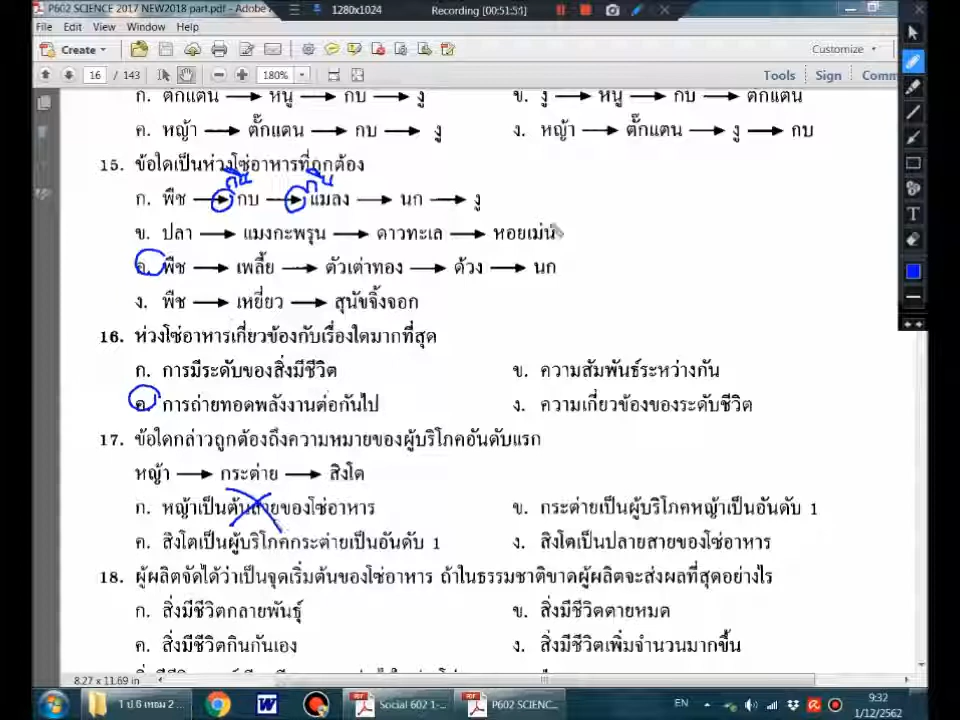 P602 SCIENCE 2017 NEW2018 part.pdf - Adobe
1280x1024
Recording (00:51:51)
File Edit View Window Help
Create
Customize
16 / 143
180%
Tools Sign Comm
ก. ตั๊กแตน → หนู → กบ → งู ข. งู → หนู → กบ → ตั๊กแตน
ค. หญ้า → ตั๊กแตน → กบ → งู ง. หญ้า → ตั๊กแตน → งู → กบ
15. ข้อใดเป็นห่วงโซ่อาหารที่ถูกต้อง
กิน กิน
ก. พืช → กบ → แมลง → นก → งู
ข. ปลา → แมงกะพรุน → ดาวทะเล → หอยเม่น
ค. พืช → เพลี้ย → ตัวเต่าทอง → ด้วง → นก
ง. พืช → เหยี่ยว → สุนัขจิ้งจอก
16. ห่วงโซ่อาหารเกี่ยวข้องกับเรื่องใดมากที่สุด
ก. การมีระดับของสิ่งมีชีวิต ข. ความสัมพันธ์ระหว่างกัน
ค. การถ่ายทอดพลังงานต่อกันไป ง. ความเกี่ยวข้องของระดับชีวิต
17. ข้อใดกล่าวถูกต้องถึงความหมายของผู้บริโภคอันดับแรก
หญ้า → กระต่าย → สิงโต
ก. หญ้าเป็นต้นสายของโซ่อาหาร ข. กระต่ายเป็นผู้บริโภคหญ้าเป็นอันดับ 1
ค. สิงโตเป็นผู้บริโภคกระต่ายเป็นอันดับ 1 ง. สิงโตเป็นปลายสายของโซ่อาหาร
18. ผู้ผลิตจัดได้ว่าเป็นจุดเริ่มต้นของโซ่อาหาร ถ้าในธรรมชาติขาดผู้ผลิตจะส่งผลที่สุดอย่างไร
ก. สิ่งมีชีวิตกลายพันธุ์ ข. สิ่งมีชีวิตตายหมด
ค. สิ่งมีชีวิตกินกันเอง ง. สิ่งมีชีวิตเพิ่มจำนวนมากขึ้น
8.27 x 11.69 in
1 ป.6 เทอม 2 ... Social 602 1-... P602 SCIENC... EN 9:32
1/12/2562